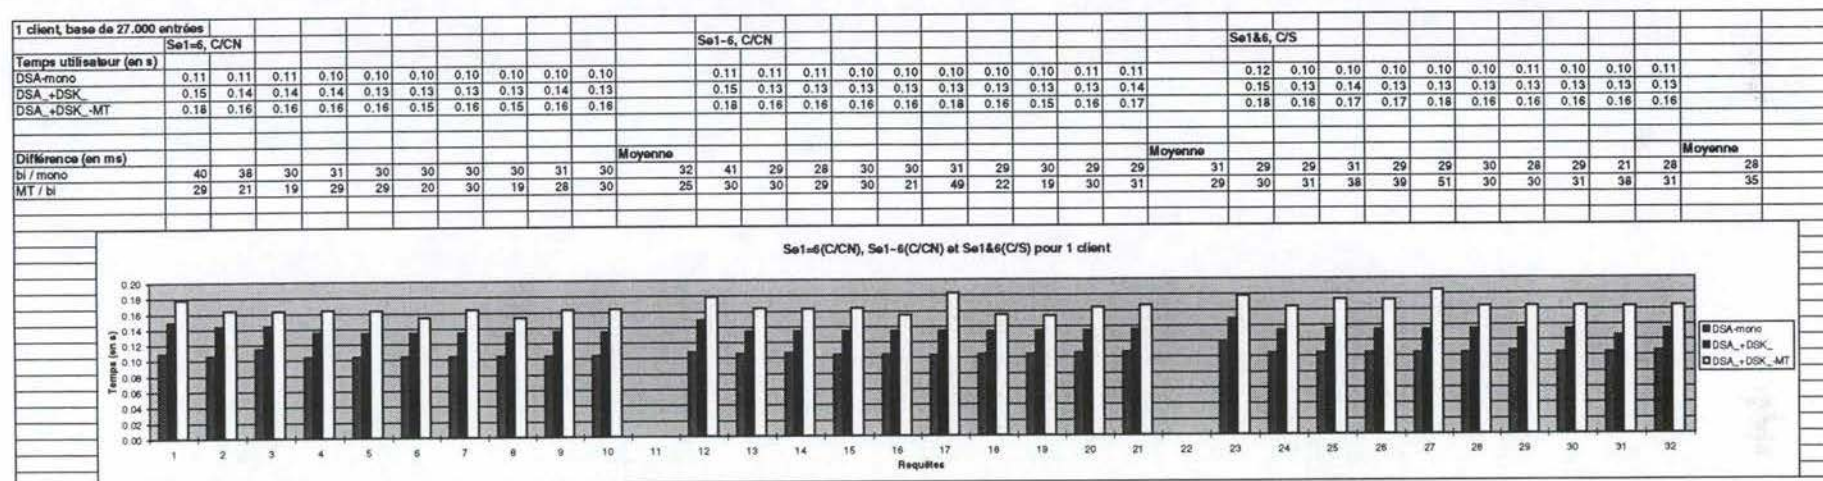 1 client, base de 27.000 entrées
Se1=6, C/CN Se1~6, C/CN Se1&6, C/S
Temps utilisateur (en s)
DSA-mono 0.11 0.11 0.11 0.10 0.10 0.10 0.10 0.10 0.10 0.10 0.11 0.11 0.11 0.10 0.10 0.10 0.10 0.10 0.11 0.11 0.12 0.10 0.10 0.10 0.10 0.10 0.11 0.10 0.10 0.11
DSA_+DSK_ 0.15 0.14 0.14 0.14 0.13 0.13 0.13 0.13 0.14 0.13 0.15 0.13 0.13 0.13 0.13 0.13 0.13 0.13 0.13 0.14 0.15 0.13 0.14 0.13 0.13 0.13 0.13 0.13 0.13 0.13
DSA_+DSK_-MT 0.18 0.16 0.16 0.16 0.16 0.15 0.16 0.15 0.16 0.16 0.18 0.16 0.16 0.16 0.16 0.18 0.16 0.15 0.16 0.17 0.18 0.16 0.17 0.17 0.18 0.16 0.16 0.16 0.16 0.16
Différence (en ms) Moyenne Moyenne Moyenne
bi / mono 40 38 30 31 30 30 30 30 31 30 32 41 29 28 30 30 31 29 30 29 29 31 29 29 31 29 29 30 28 29 21 28 28
MT / bi 29 21 19 29 29 20 30 19 28 30 25 30 30 29 30 21 49 22 19 30 31 29 30 31 38 39 51 30 30 31 38 31 35
Se1=6(C/CN), Se1~6(C/CN) et Se1&6(C/S) pour 1 client
Temps (en s)
0.20
0.18
0.16
0.14
0.12
0.10
0.08
0.06
0.04
0.02
0.00
1 2 3 4 5 6 7 8 9 10 11 12 13 14 15 16 17 18 19 20 21 22 23 24 25 26 27 28 29 30 31 32
Requêtes
DSA-mono
DSA_+DSK_
DSA_+DSK_-MT